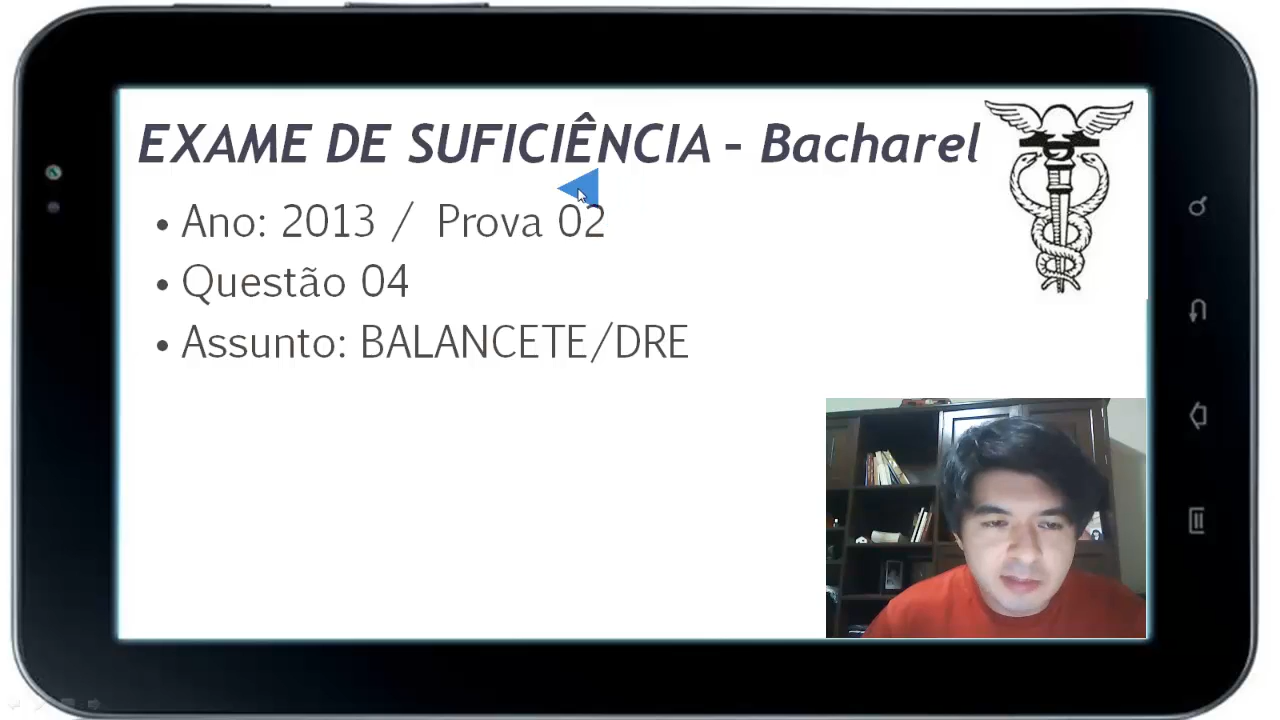 EXAME DE SUFICIÊNCIA – Bacharel
• Ano: 2013 / Prova 02
• Questão 04
• Assunto: BALANCETE/DRE